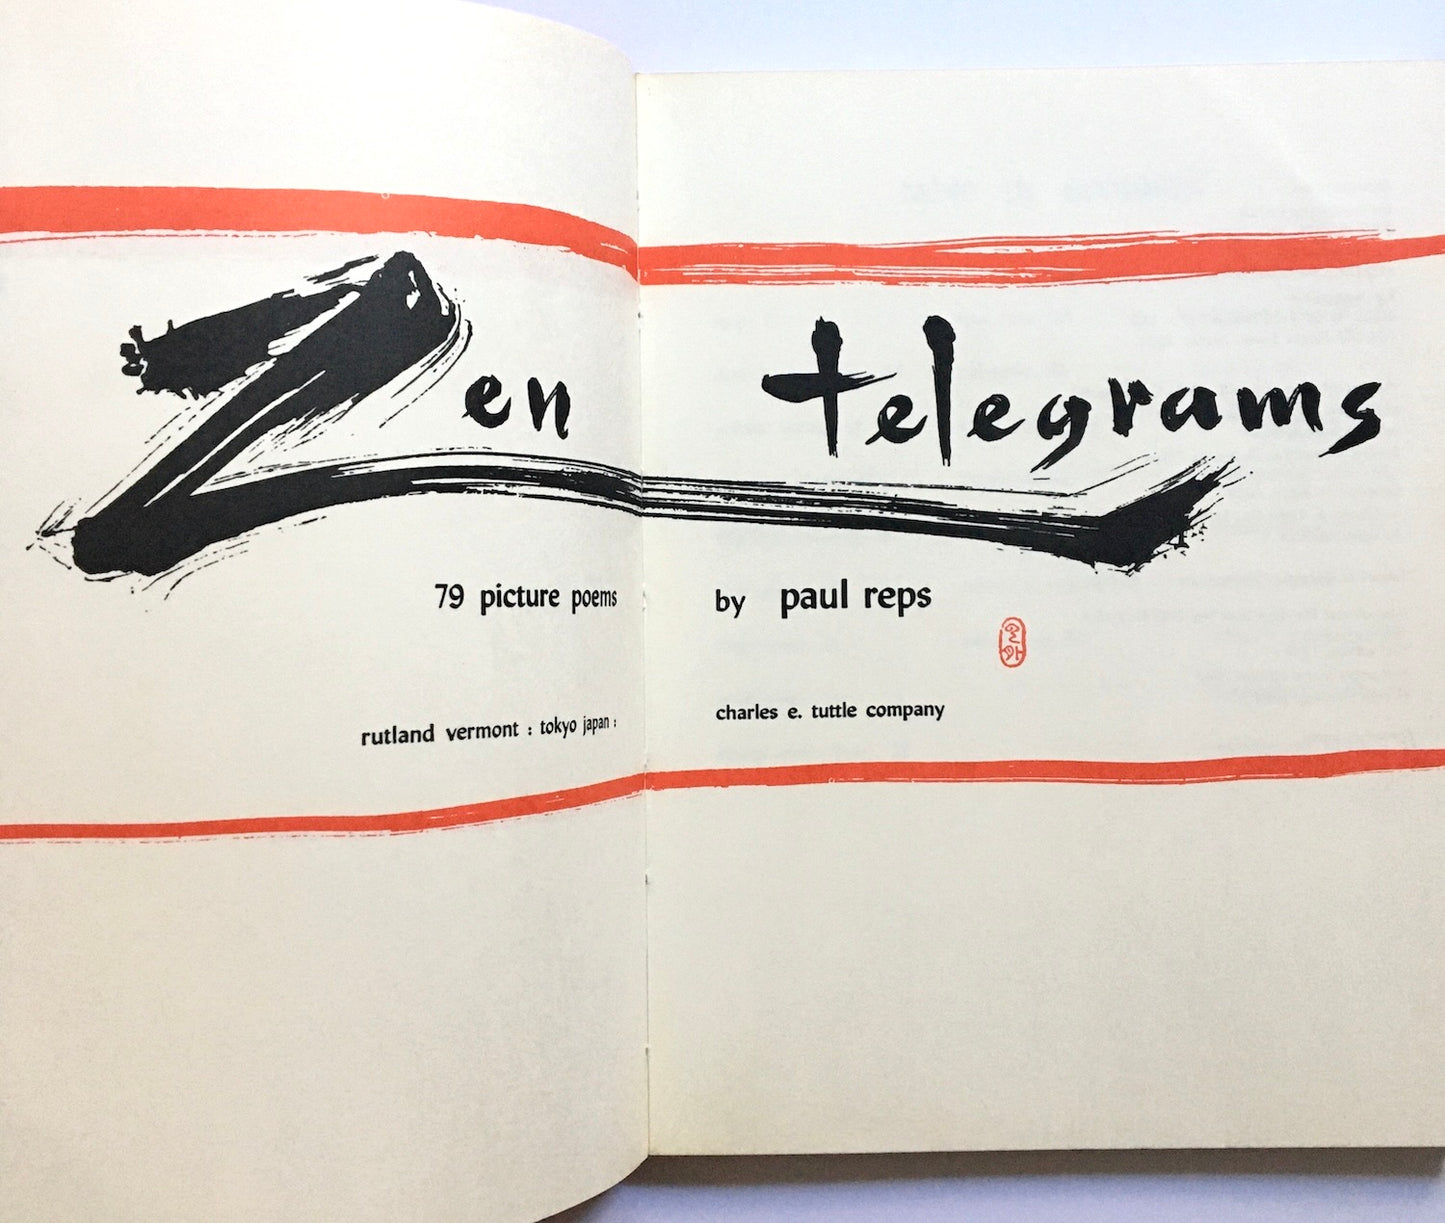 Zen telegrams
79 picture poems by paul reps
rutland vermont : tokyo japan : charles e. tuttle company